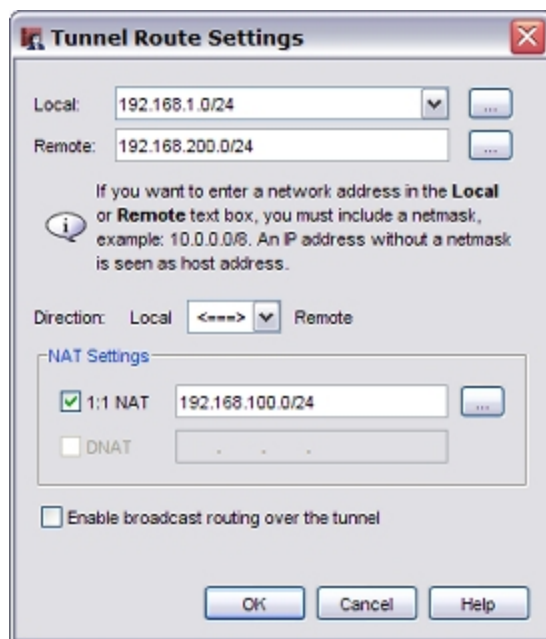 Tunnel Route Settings
Local: 192.168.1.0/24 ...
Remote: 192.168.200.0/24 ...
If you want to enter a network address in the Local
or Remote text box, you must include a netmask,
example: 10.0.0.0/8. An IP address without a netmask
is seen as host address.
Direction: Local <===> Remote
NAT Settings
1:1 NAT 192.168.100.0/24 ...
DNAT . . .
Enable broadcast routing over the tunnel
OK Cancel Help